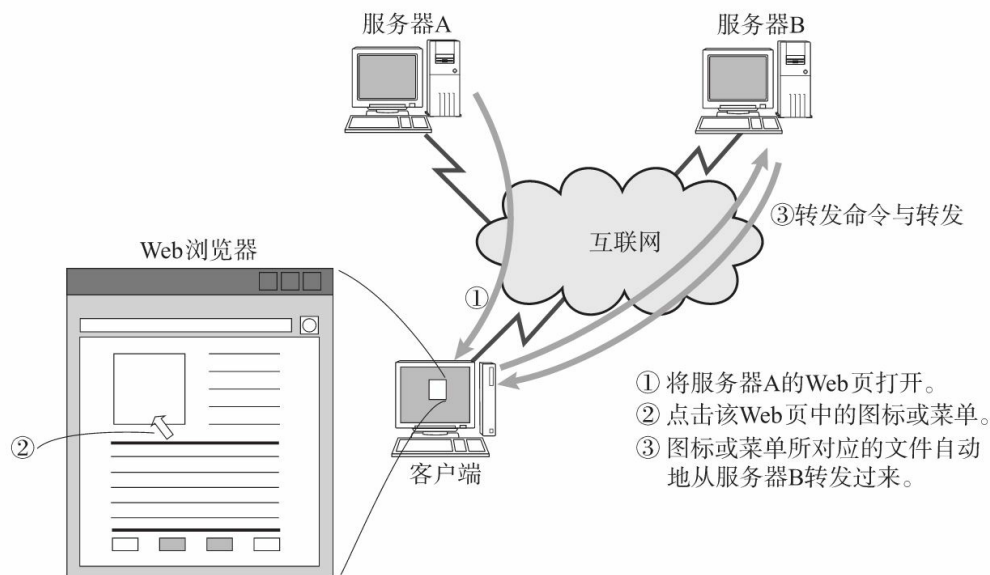 服务器A
服务器B
③转发命令与转发
互联网
Web浏览器
①
②
客户端
① 将服务器A的Web页打开。
② 点击该Web页中的图标或菜单。
③ 图标或菜单所对应的文件自动
地从服务器B转发过来。